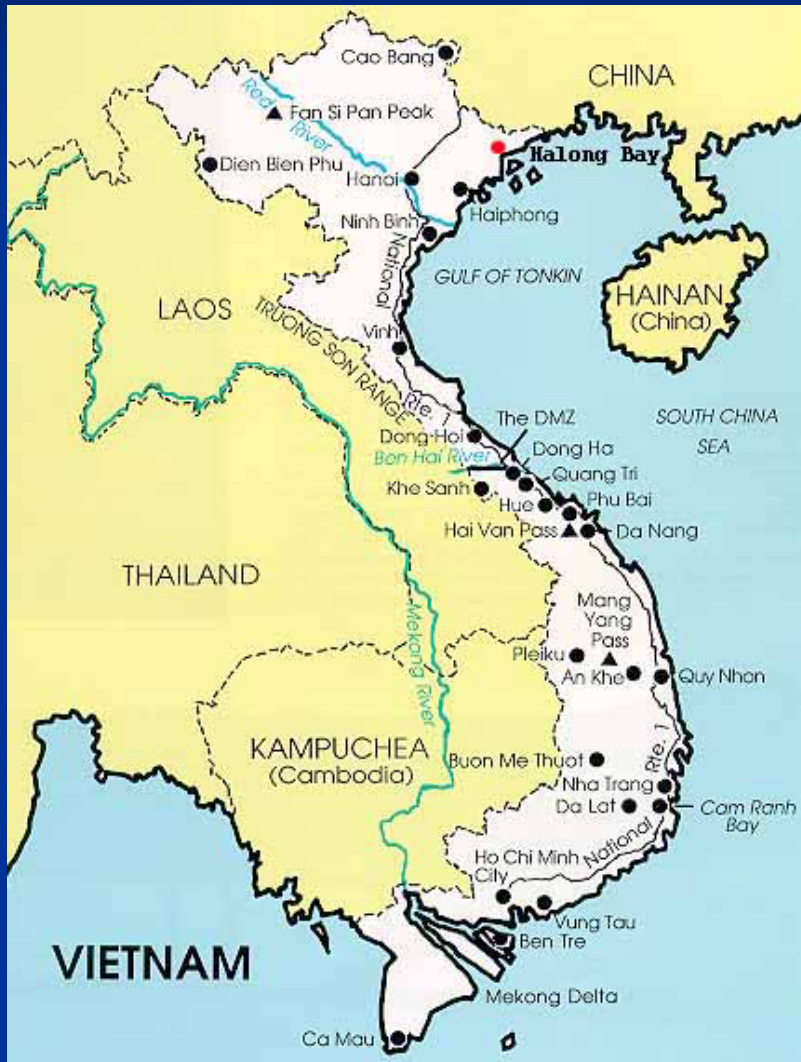 Cao Bang
CHINA
Red
River
Fan Si Pan Peak
Halong Bay
Dien Bien Phu
Hanoi
Haiphong
Ninh Binh
National
GULF OF TONKIN
HAINAN
(China)
LAOS
TRUONG SON RANGE
Vinh
Rte. 1
The DMZ
SOUTH CHINA
SEA
Dong Hoi
Dong Ha
Ben Hai River
Quang Tri
Khe Sanh
Hue
Phu Bai
Hai Van Pass
Da Nang
THAILAND
Mang
Yang
Pass
Mekong River
Pleiku
An Khe
Quy Nhon
KAMPUCHEA
(Cambodia)
Buon Me Thuot
Rte. 1
Nha Trang
Da Lat
Cam Ranh
Bay
National
Ho Chi Minh
City
Vung Tau
Ben Tre
VIETNAM
Mekong Delta
Ca Mau